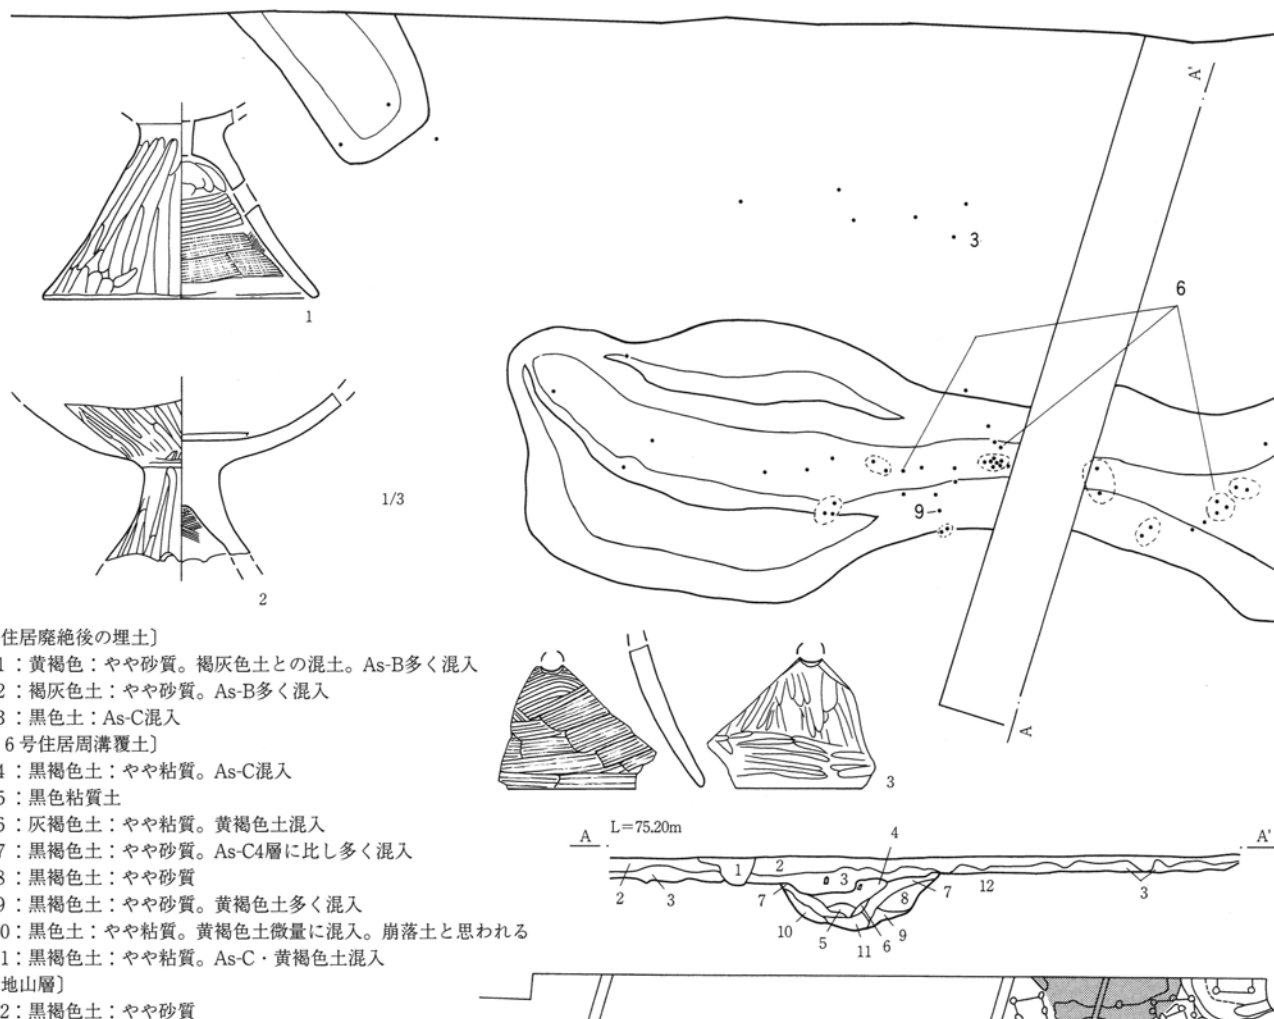 A'
3
6
1
9
1/3
2
A
3
住居廃絶後の埋土〕
1：黄褐色：やや砂質。褐灰色土との混土。As-B多く混入
2：褐灰色土：やや砂質。As-B多く混入
3：黒色土：As-C混入
6号住居周溝覆土〕
4：黒褐色土：やや粘質。As-C混入
5：黒色粘質土
6：灰褐色土：やや粘質。黄褐色土混入
7：黒褐色土：やや砂質。As-C4層に比し多く混入
8：黒褐色土：やや砂質
9：黒褐色土：やや砂質。黄褐色土多く混入
0：黒色土：やや粘質。黄褐色土微量に混入。崩落土と思われる
1：黒褐色土：やや粘質。As-C・黄褐色土混入
地山層〕
2：黒褐色土：やや砂質
A L=75.20m A'
4
1 2 3
2 3 7 8 7 12 3
10 5 11 6 9